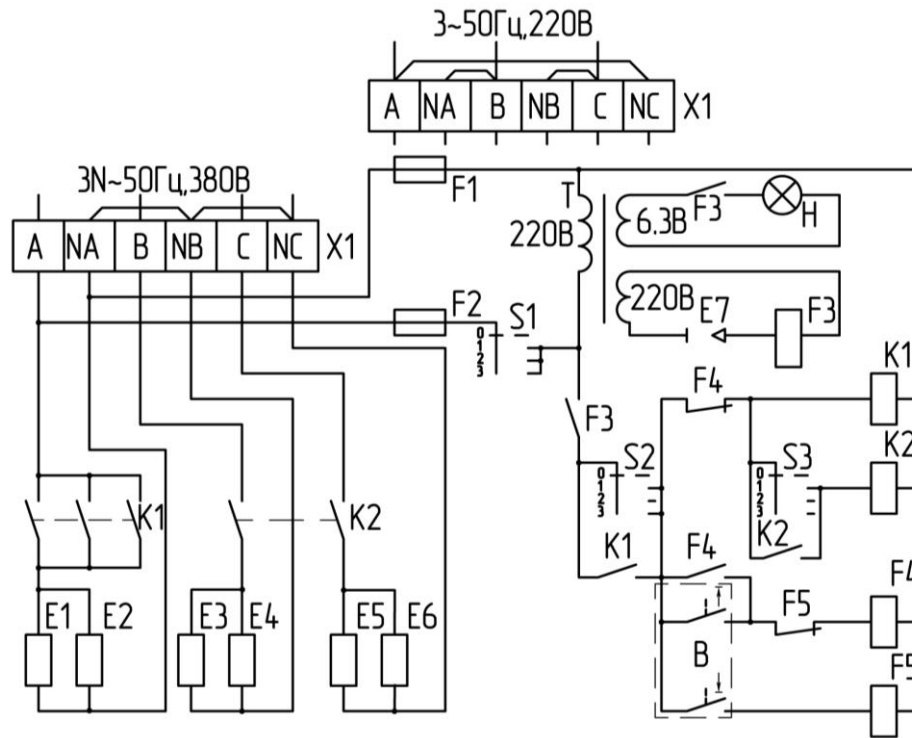 3~50Гц,220В
A NA B NB C NC X1
3N~50Гц,380В
A NA B NB C NC X1
F1
T
220В
6.3В
F3
H
220В
E7
F3
F2
S1
0
1
2
3
F3
F4
K1
K2
S2
0
1
2
3
S3
0
1
2
3
K1
K2
K1
F4
K2
F4
F5
B
F5
E1 E2 E3 E4 E5 E6